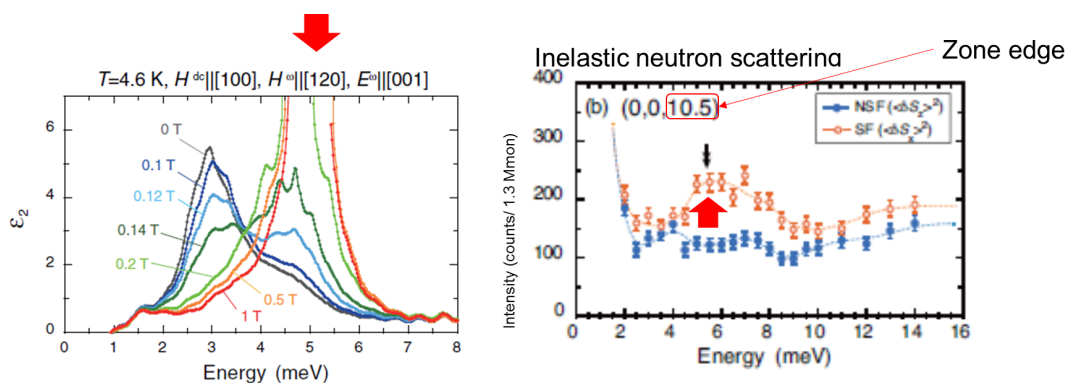 T=4.6 K, H dc||[100], H ω||[120], E ω||[001]
ε2
6
4
2
0
0 T
0.1 T
0.12 T
0.14 T
0.2 T
0.5 T
1 T
0 1 2 3 4 5 6 7 8
Energy (meV)
Inelastic neutron scattering
Zone edge
(b) (0,0,10.5)
NSF (<δSz>²)
SF (<δSx>²)
Intensity (counts/ 1.3 Mmon)
400
300
200
100
0
0 2 4 6 8 10 12 14 16
Energy (meV)